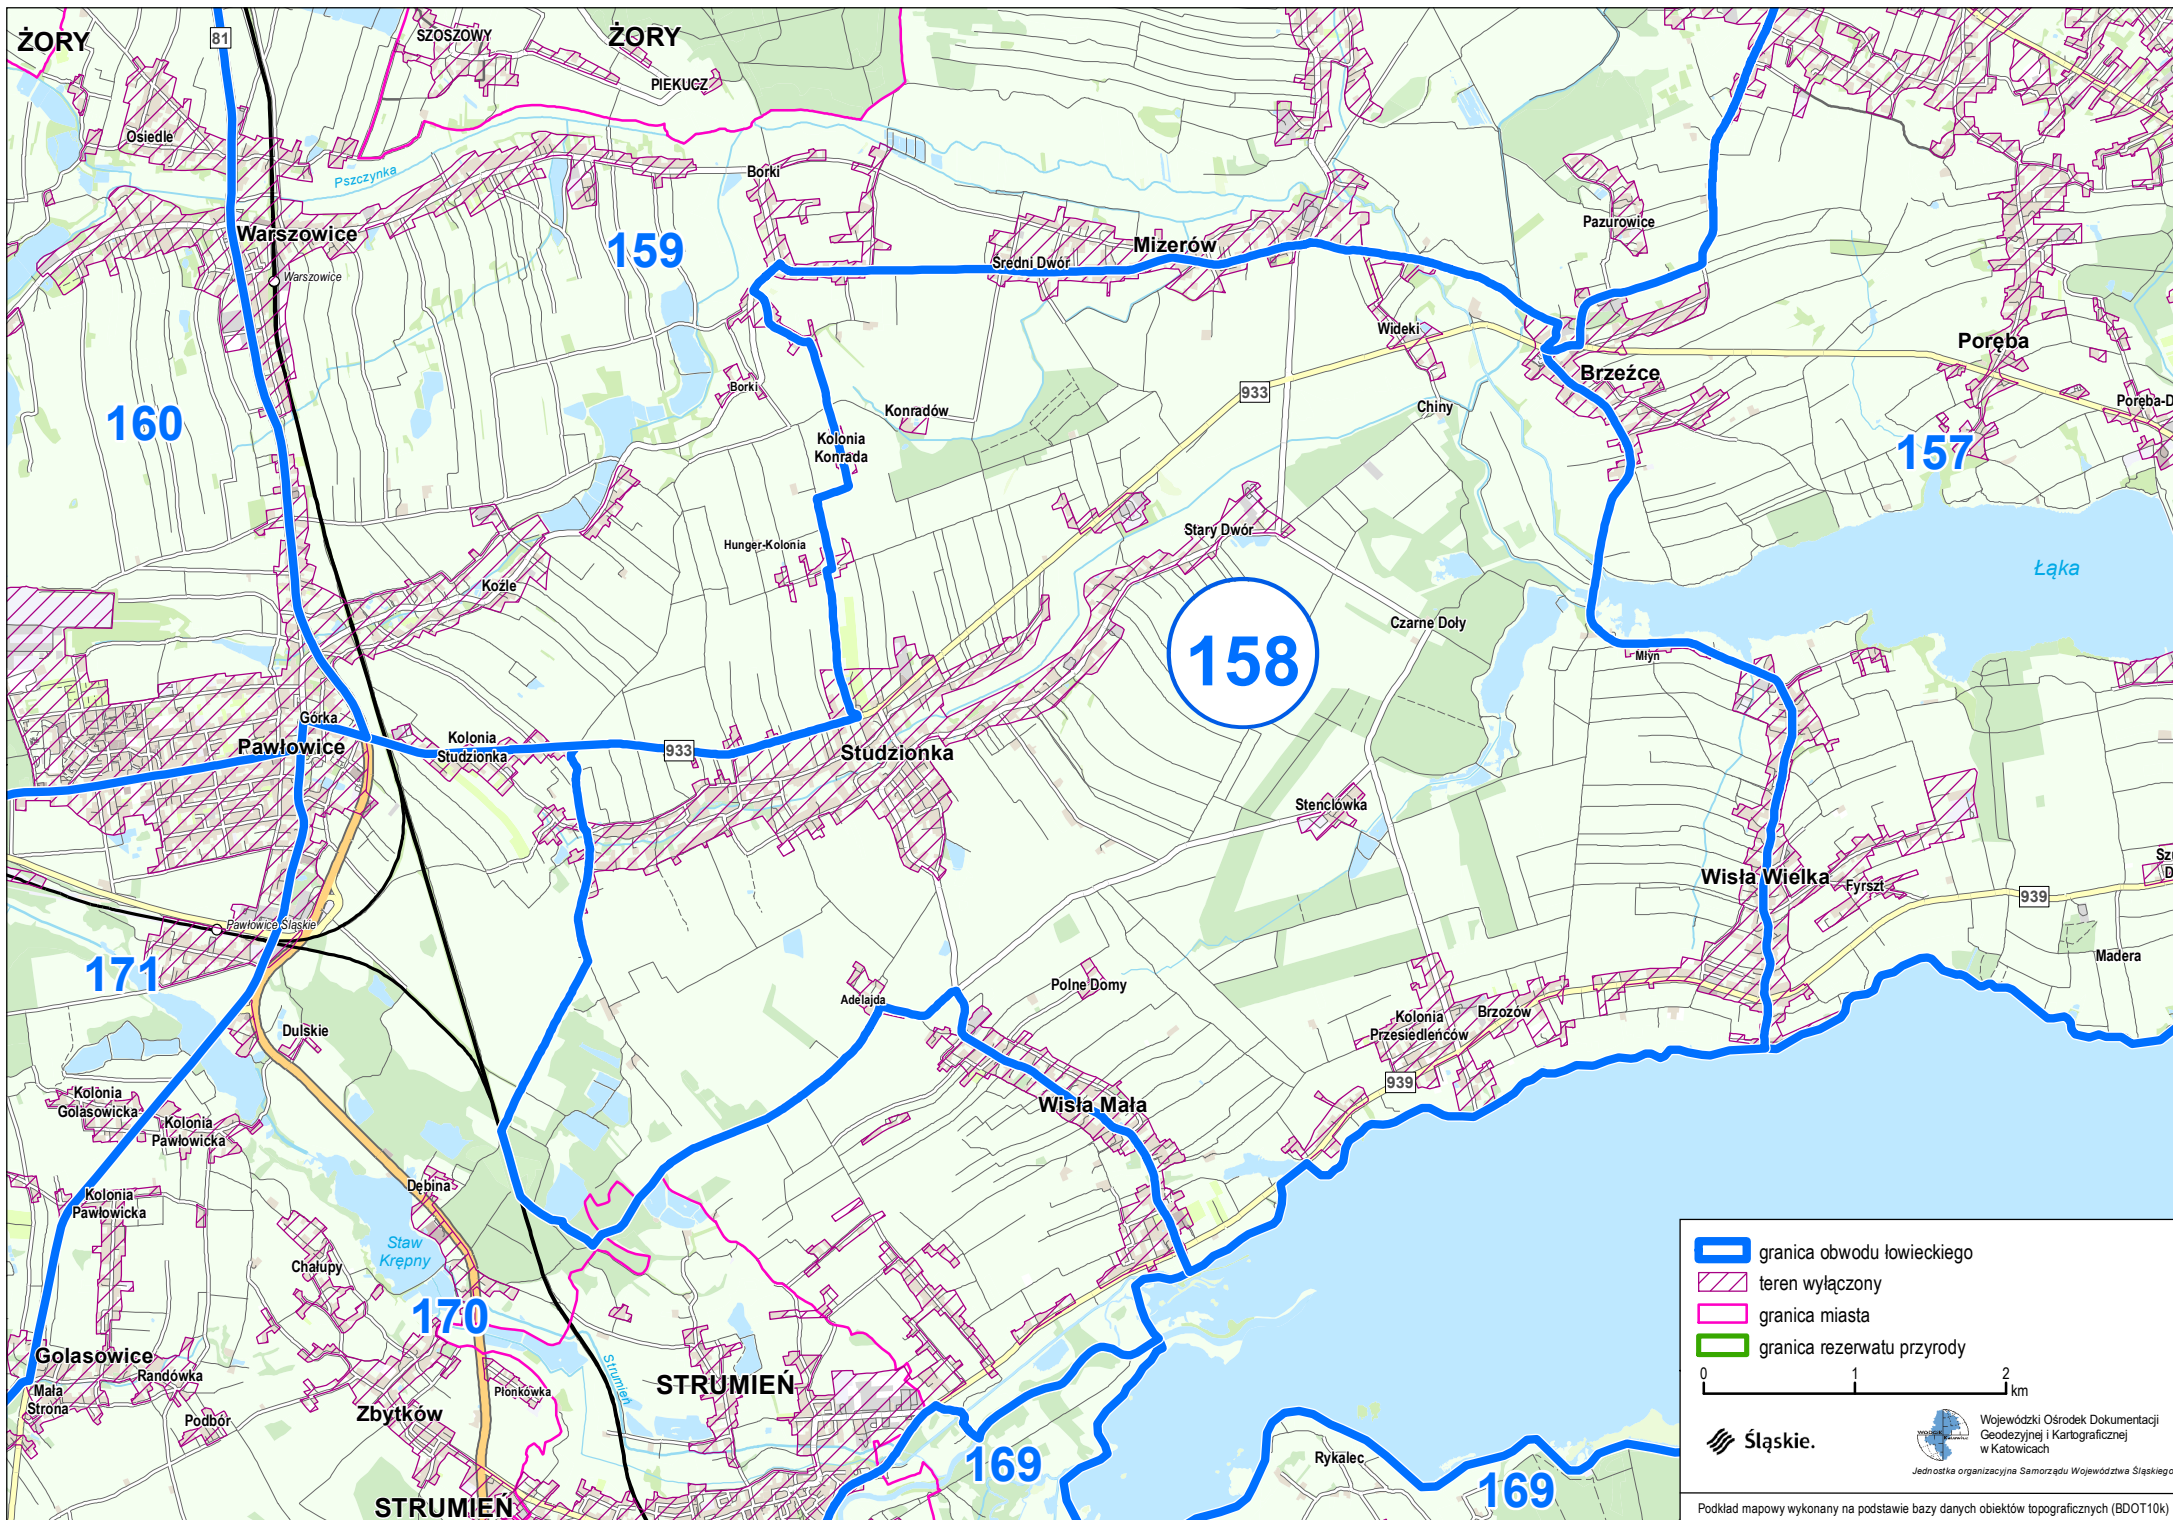 ŻORY
81
SZOSZOWY
ŻORY
PIEKUCZ
Osiedle
Pszczynka
Borki
Pazurowice
Warszowice
Warszowice
159
Mizerów
Średni Dwór
Wideki
Poręba
Brzeźce
Borki
933
Poręba-D
160
Konradów
Chiny
Kolonia
Konrada
157
Stary Dwór
Hunger-Kolonia
Łąka
Koźle
Czarne Doły
158
Młyn
Górka
Pawłowice
Kolonia
Studzionka
933
Studzionka
Stencłówka
Wisła Wielka
Fyrszt
Sz
D
939
Pawłowice Śląskie
171
Madera
Polne Domy
Adelajda
Kolonia
Przesiedleńców
Brzozów
Dulskie
939
Kolonia
Golasowicka
Kolonia
Pawłowicka
Wisła Mała
Dębina
Kolonia
Pawłowicka
Staw
Krępny
Chałupy
170
Golasowice
Randówka
Mała
Strona
Płonkówka
Strumień
STRUMIEŃ
Zbytków
Podbór
169
Rykalec
169
STRUMIEŃ
granica obwodu łowieckiego
teren wyłączony
granica miasta
granica rezerwatu przyrody
0 1 2
km
Śląskie.
Wojewódzki Ośrodek Dokumentacji
Geodezyjnej i Kartograficznej
w Katowicach
Jednostka organizacyjna Samorządu Województwa Śląskiego
Podkład mapowy wykonany na podstawie bazy danych obiektów topograficznych (BDOT10k)